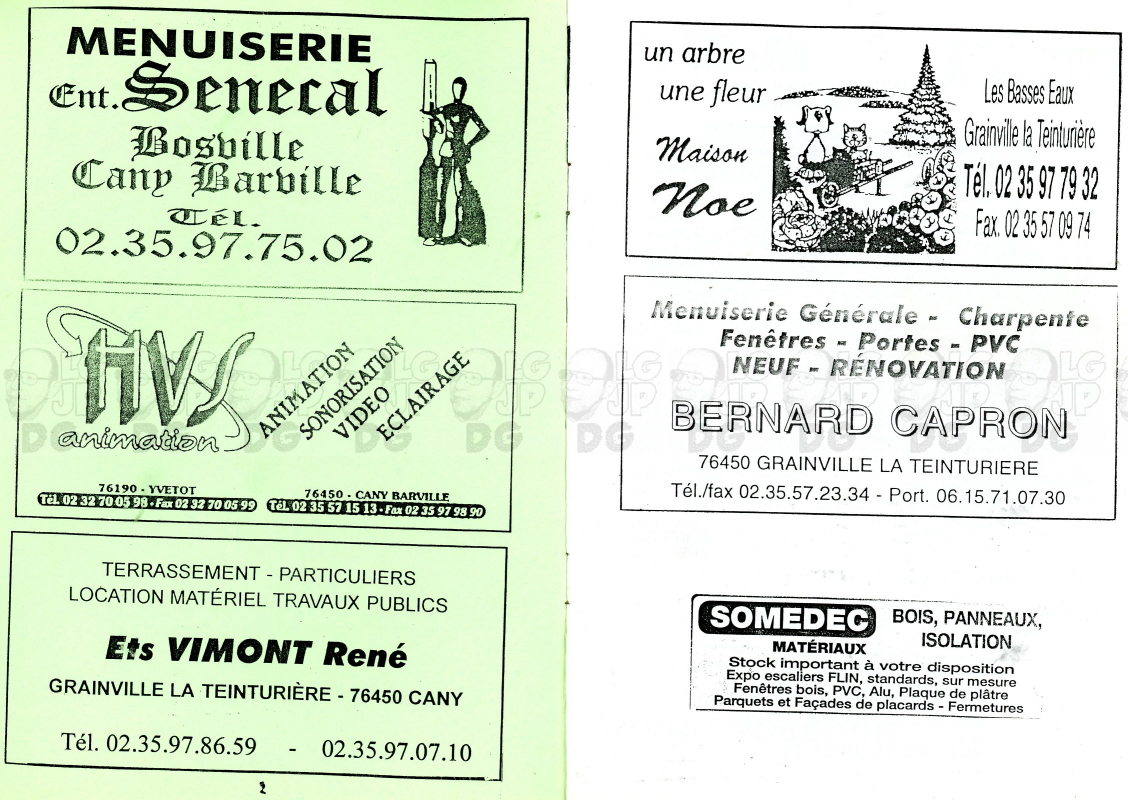 MENUISERIE
Ent. Senecal
Bosville
Cany Barville
Tél.
02.35.97.75.02
HVS
animation
ANIMATION
SONORISATION
VIDEO
ECLAIRAGE
76190 - YVETOT
Tél. 02 32 70 05 98 - Fax 02 32 70 05 99
76450 - CANY BARVILLE
Tél. 02 35 57 15 13 - Fax 02 35 97 98 90
TERRASSEMENT - PARTICULIERS
LOCATION MATÉRIEL TRAVAUX PUBLICS
Ets VIMONT René
GRAINVILLE LA TEINTURIÈRE - 76450 CANY
Tél. 02.35.97.86.59 - 02.35.97.07.10
2
un arbre
une fleur
Maison
Noe
Les Basses Eaux
Grainville la Teinturière
Tél. 02 35 97 79 32
Fax. 02 35 57 09 74
Menuiserie Générale - Charpente
Fenêtres - Portes - PVC
NEUF - RÉNOVATION
BERNARD CAPRON
76450 GRAINVILLE LA TEINTURIERE
Tél./fax 02.35.57.23.34 - Port. 06.15.71.07.30
SOMEDEC
MATÉRIAUX
BOIS, PANNEAUX,
ISOLATION
Stock important à votre disposition
Expo escaliers FLIN, standards, sur mesure
Fenêtres bois, PVC, Alu, Plaque de plâtre
Parquets et Façades de placards - Fermetures
LG
JP
DG